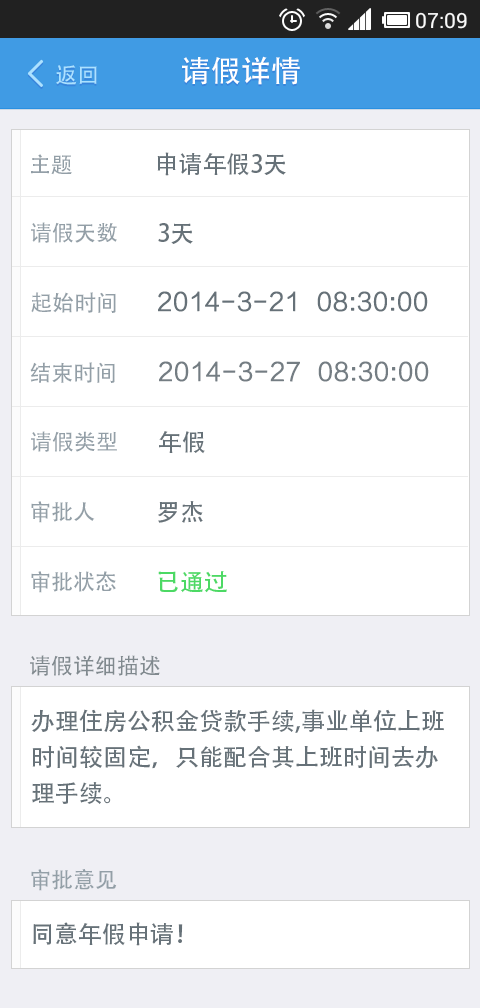 07:09
返回 请假详情
主题 申请年假3天
请假天数 3天
起始时间 2014-3-21 08:30:00
结束时间 2014-3-27 08:30:00
请假类型 年假
审批人 罗杰
审批状态 已通过
请假详细描述
办理住房公积金贷款手续,事业单位上班
时间较固定，只能配合其上班时间去办
理手续。
审批意见
同意年假申请！